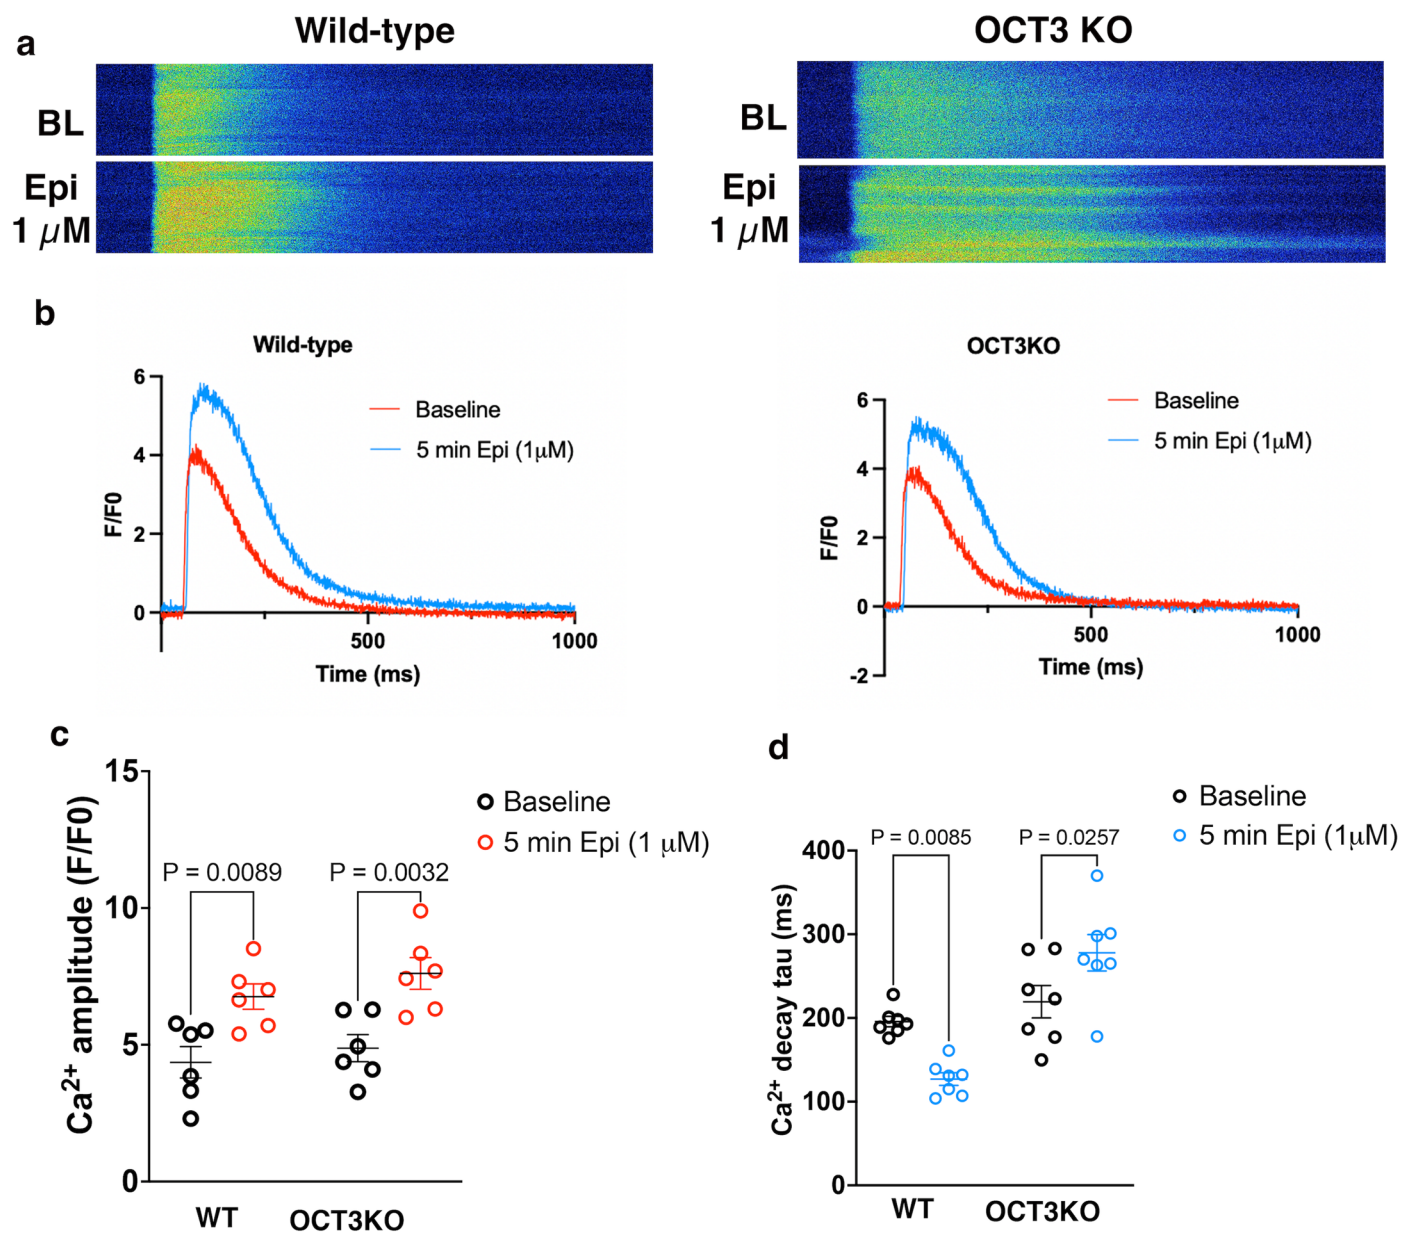 a
Wild-type
OCT3 KO
BL
Epi
1 µM
BL
Epi
1 µM
b
Wild-type
6
4
2
0
F/F0
500
1000
Time (ms)
Baseline
5 min Epi (1µM)
OCT3KO
6
4
2
0
-2
F/F0
500
1000
Time (ms)
Baseline
5 min Epi (1µM)
c
15
10
5
0
Ca²⁺ amplitude (F/F0)
P = 0.0089
P = 0.0032
Baseline
5 min Epi (1 µM)
WT
OCT3KO
d
400
300
200
100
0
Ca²⁺ decay tau (ms)
P = 0.0085
P = 0.0257
Baseline
5 min Epi (1µM)
WT
OCT3KO